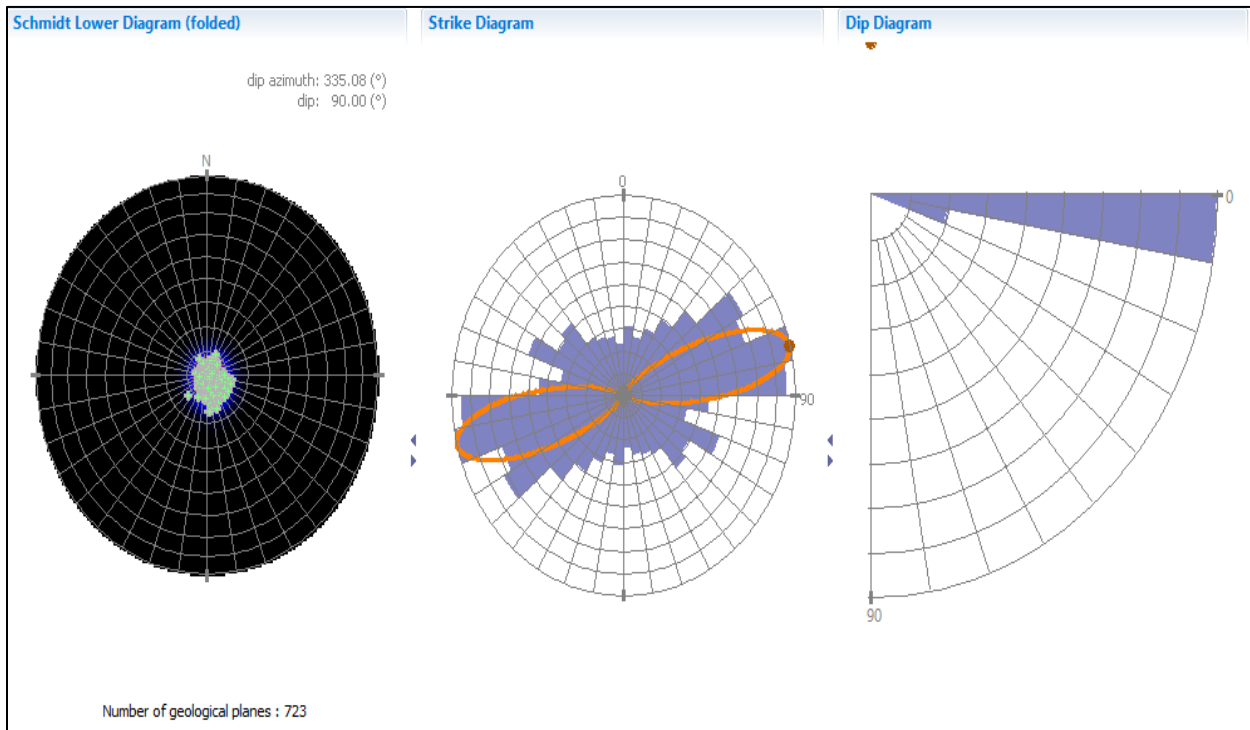 Schmidt Lower Diagram (folded)
dip azimuth: 335.08 (°)
dip: 90.00 (°)
N
Number of geological planes : 723
Strike Diagram
0
90
Dip Diagram
0
90